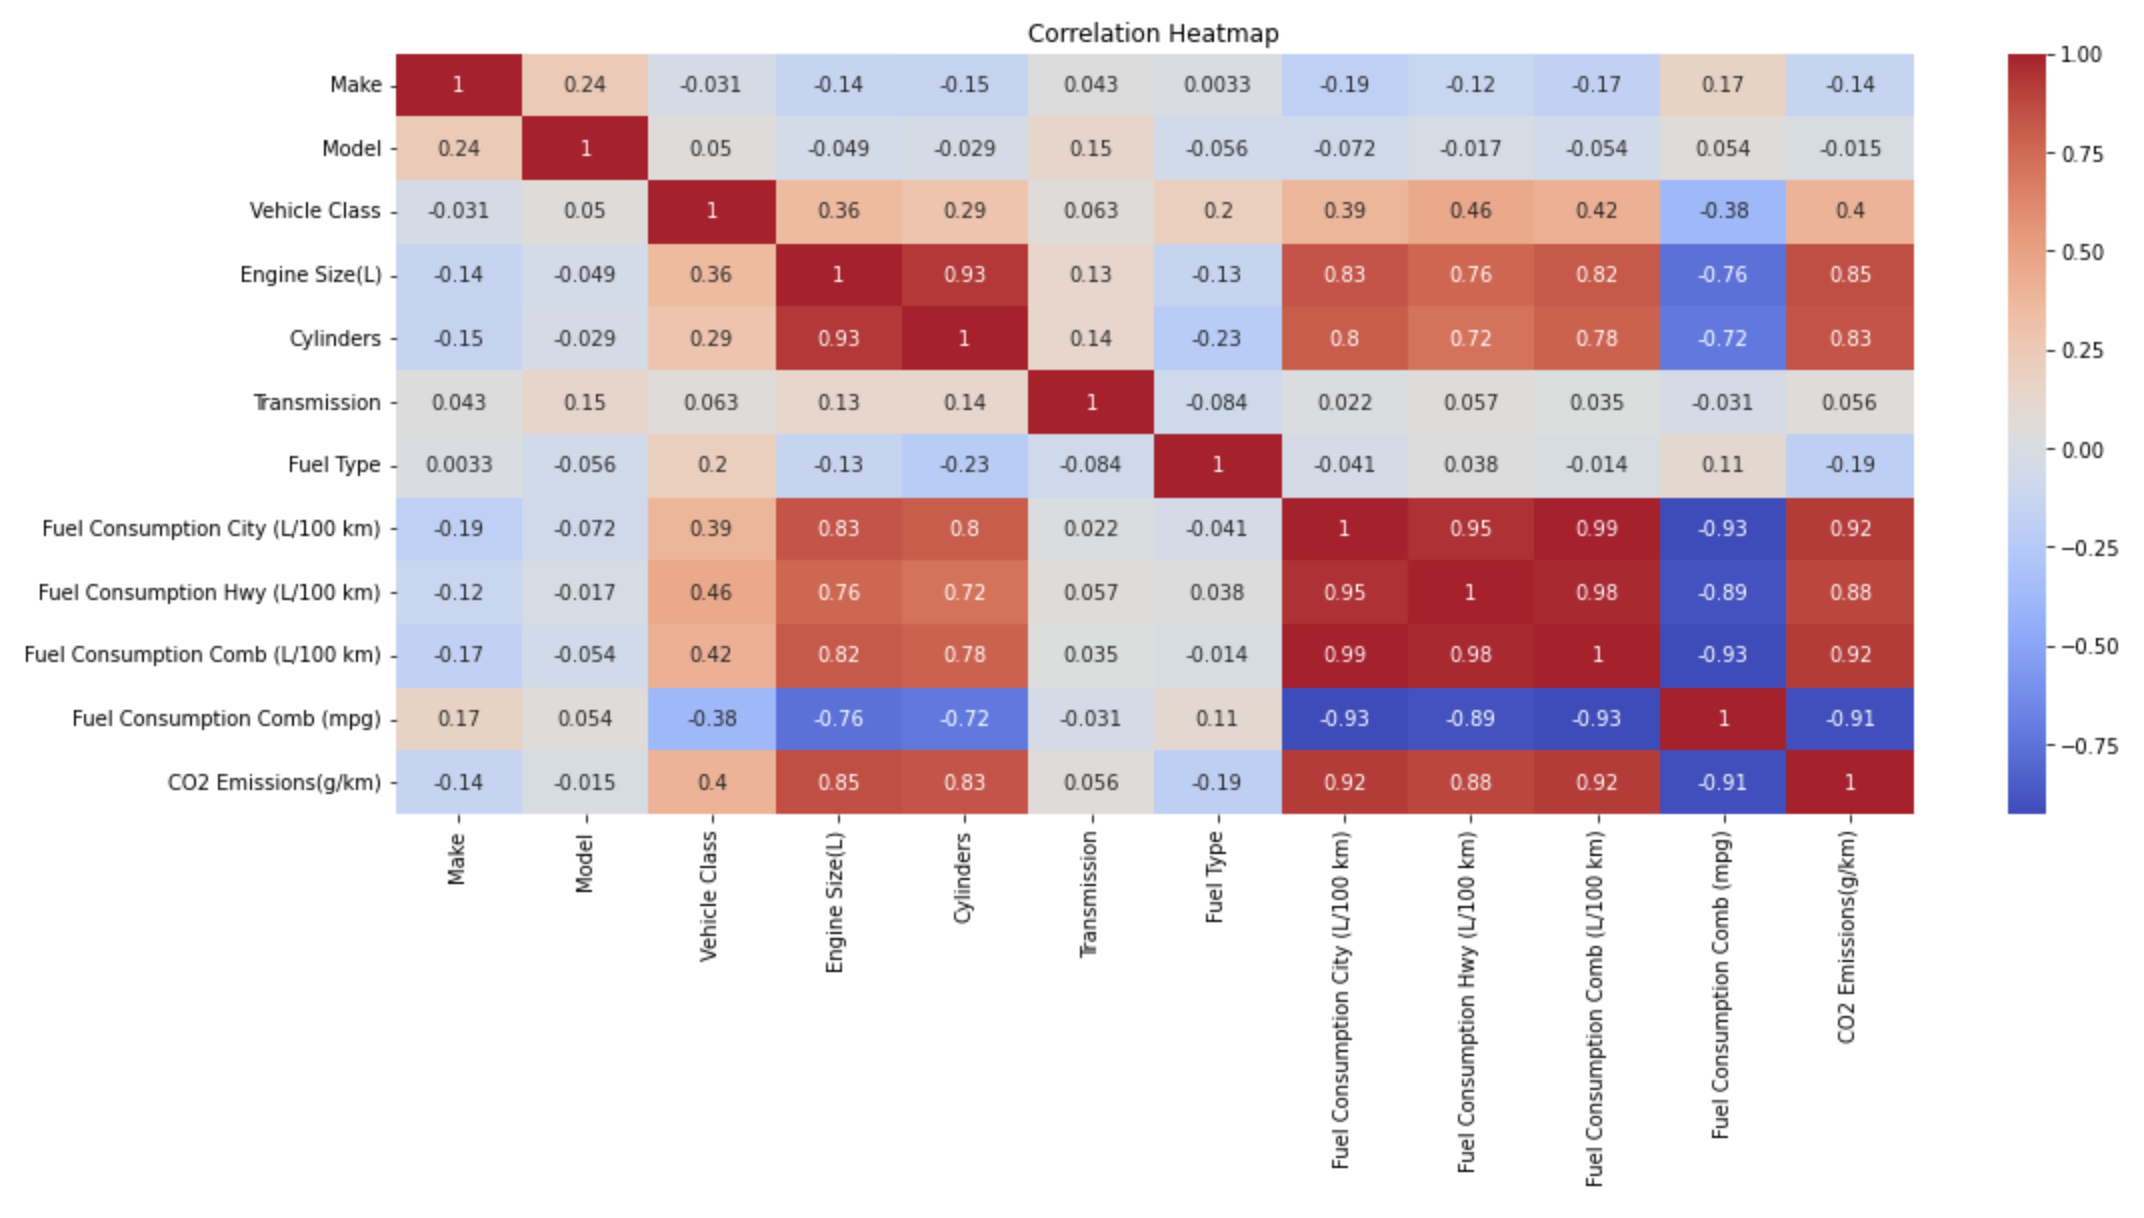 Correlation Heatmap
Make 1 0.24 -0.031 -0.14 -0.15 0.043 0.0033 -0.19 -0.12 -0.17 0.17 -0.14
Model 0.24 1 0.05 -0.049 -0.029 0.15 -0.056 -0.072 -0.017 -0.054 0.054 -0.015
Vehicle Class -0.031 0.05 1 0.36 0.29 0.063 0.2 0.39 0.46 0.42 -0.38 0.4
Engine Size(L) -0.14 -0.049 0.36 1 0.93 0.13 -0.13 0.83 0.76 0.82 -0.76 0.85
Cylinders -0.15 -0.029 0.29 0.93 1 0.14 -0.23 0.8 0.72 0.78 -0.72 0.83
Transmission 0.043 0.15 0.063 0.13 0.14 1 -0.084 0.022 0.057 0.035 -0.031 0.056
Fuel Type 0.0033 -0.056 0.2 -0.13 -0.23 -0.084 1 -0.041 0.038 -0.014 0.11 -0.19
Fuel Consumption City (L/100 km) -0.19 -0.072 0.39 0.83 0.8 0.022 -0.041 1 0.95 0.99 -0.93 0.92
Fuel Consumption Hwy (L/100 km) -0.12 -0.017 0.46 0.76 0.72 0.057 0.038 0.95 1 0.98 -0.89 0.88
Fuel Consumption Comb (L/100 km) -0.17 -0.054 0.42 0.82 0.78 0.035 -0.014 0.99 0.98 1 -0.93 0.92
Fuel Consumption Comb (mpg) 0.17 0.054 -0.38 -0.76 -0.72 -0.031 0.11 -0.93 -0.89 -0.93 1 -0.91
CO2 Emissions(g/km) -0.14 -0.015 0.4 0.85 0.83 0.056 -0.19 0.92 0.88 0.92 -0.91 1
Make
Model
Vehicle Class
Engine Size(L)
Cylinders
Transmission
Fuel Type
Fuel Consumption City (L/100 km)
Fuel Consumption Hwy (L/100 km)
Fuel Consumption Comb (L/100 km)
Fuel Consumption Comb (mpg)
CO2 Emissions(g/km)
1.00
0.75
0.50
0.25
0.00
−0.25
−0.50
−0.75